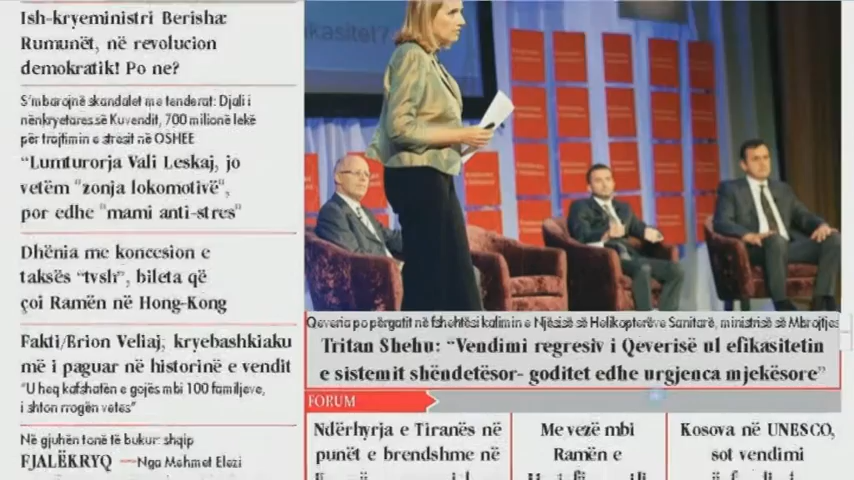 Ish-kryeministri Berisha:
Rumunët, në revolucion
demokratik! Po ne?
S'mbarojnë skandalet me tenderat: Djali i
nënkryetares së Kuvendit, 700 milionë lekë
për trajtimin e stresit në OSHEE
"Lumturorja Vali Leskaj, jo
vetëm "zonja lokomotivë",
por edhe "mami anti-stres"
Dhënia me koncesion e
taksës "tvsh", bileta që
çoi Ramën në Hong-Kong
Fakti/Erion Veliaj, kryebashkiaku
më i paguar në historinë e vendit
"U heq kafshatën e gojës mbi 100 familjeve,
i shton rrogën vetes"
Në gjuhën tonë të bukur shqip
FJALËKRYQ — Nga Mehmet Elezi
Qeveria po përgatit në fshehtësi kalimin e Njësisë së Helikopterëve Sanitarë, ministrisë së Mbrojtjes
Tritan Shehu: "Vendimi regresiv i Qeverisë ul efikasitetin
e sistemit shëndetësor- goditet edhe urgjenca mjekësore"
FORUM
Ndërhyrja e Tiranës në
punët e brendshme në
Me vezë mbi
Ramën e
Kosova në UNESCO,
sot vendimi